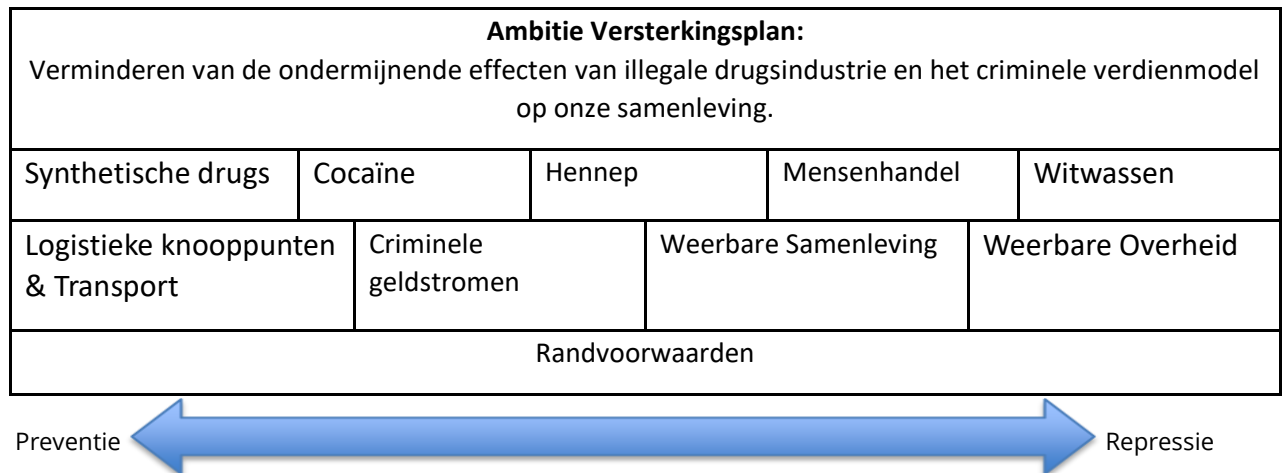 Ambitie Versterkingsplan:
Verminderen van de ondermijnende effecten van illegale drugsindustrie en het criminele verdienmodel
op onze samenleving.
Synthetische drugs
Cocaïne
Hennep
Mensenhandel
Witwassen
Logistieke knooppunten
& Transport
Criminele
geldstromen
Weerbare Samenleving
Weerbare Overheid
Randvoorwaarden
Preventie
Repressie